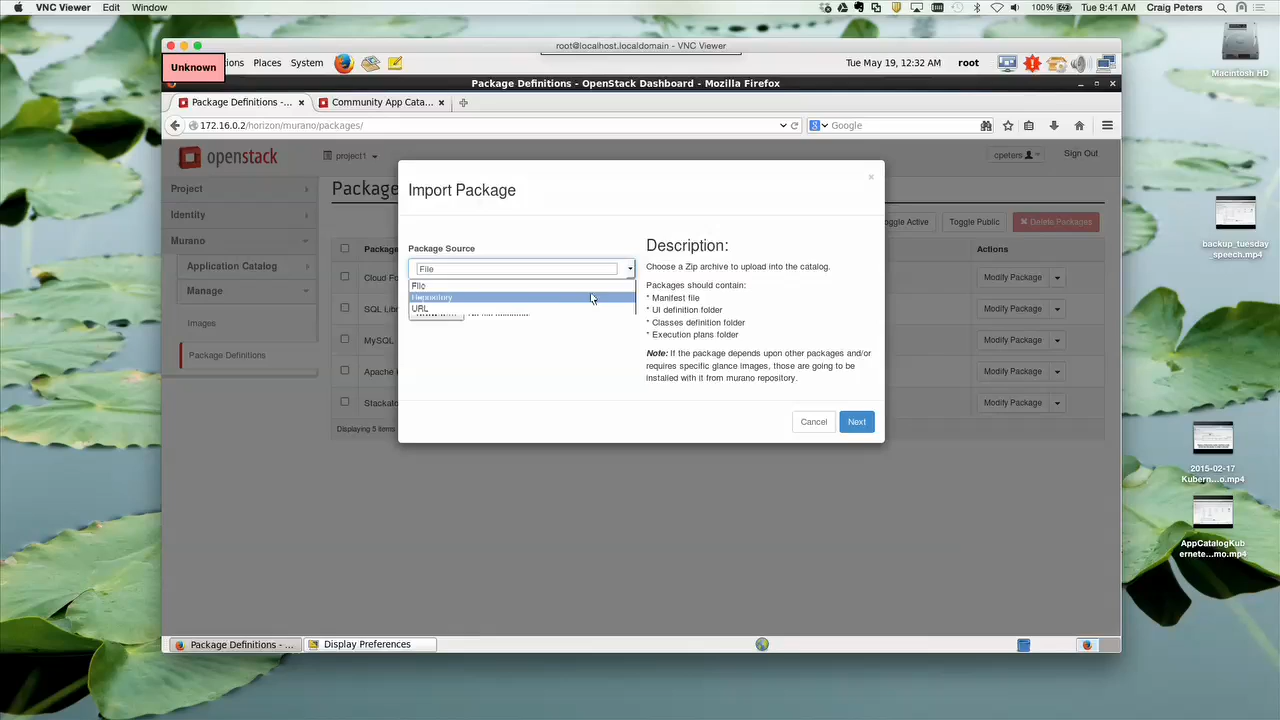 VNC Viewer Edit Window
100% Tue 9:41 AM Craig Peters
root@localhost.localdomain - VNC Viewer
Unknown
Places System
Tue May 19, 12:32 AM root
Package Definitions - OpenStack Dashboard - Mozilla Firefox
Package Definitions -... × Community App Cata... ×
172.16.0.2/horizon/murano/packages/
Google
openstack
project1
cpeters
Sign Out
Project
Identity
Murano
Application Catalog
Manage
Images
Package Definitions
Toggle Public
Delete Packages
Actions
Modify Package
Modify Package
MySQL
Modify Package
Modify Package
Modify Package
Displaying 5 items
Import Package
×
Package Source
File
File
Repository
URL
Description:
Choose a Zip archive to upload into the catalog.
Packages should contain:
* Manifest file
* UI definition folder
* Classes definition folder
* Execution plans folder
Note: If the package depends upon other packages and/or
requires specific glance images, those are going to be
installed with it from murano repository.
Cancel
Next
Package Definitions - ...
Display Preferences
Macintosh HD
backup_tuesday
_speech.mp4
2015-02-17
Kubern...o.mp4
AppCatalogKub
ernete...mo.mp4